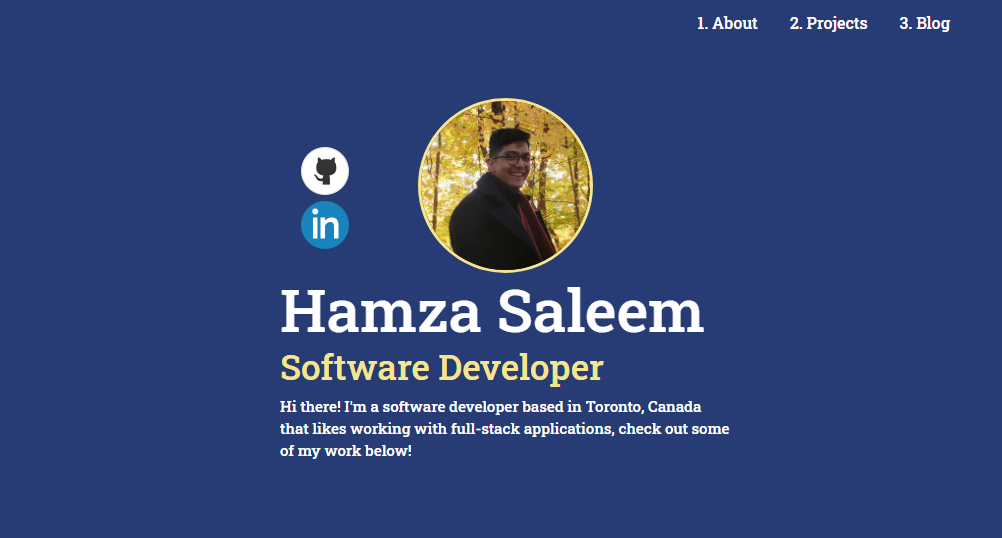 1. About 2. Projects 3. Blog
in
Hamza Saleem
Software Developer
Hi there! I'm a software developer based in Toronto, Canada
that likes working with full-stack applications, check out some
of my work below!